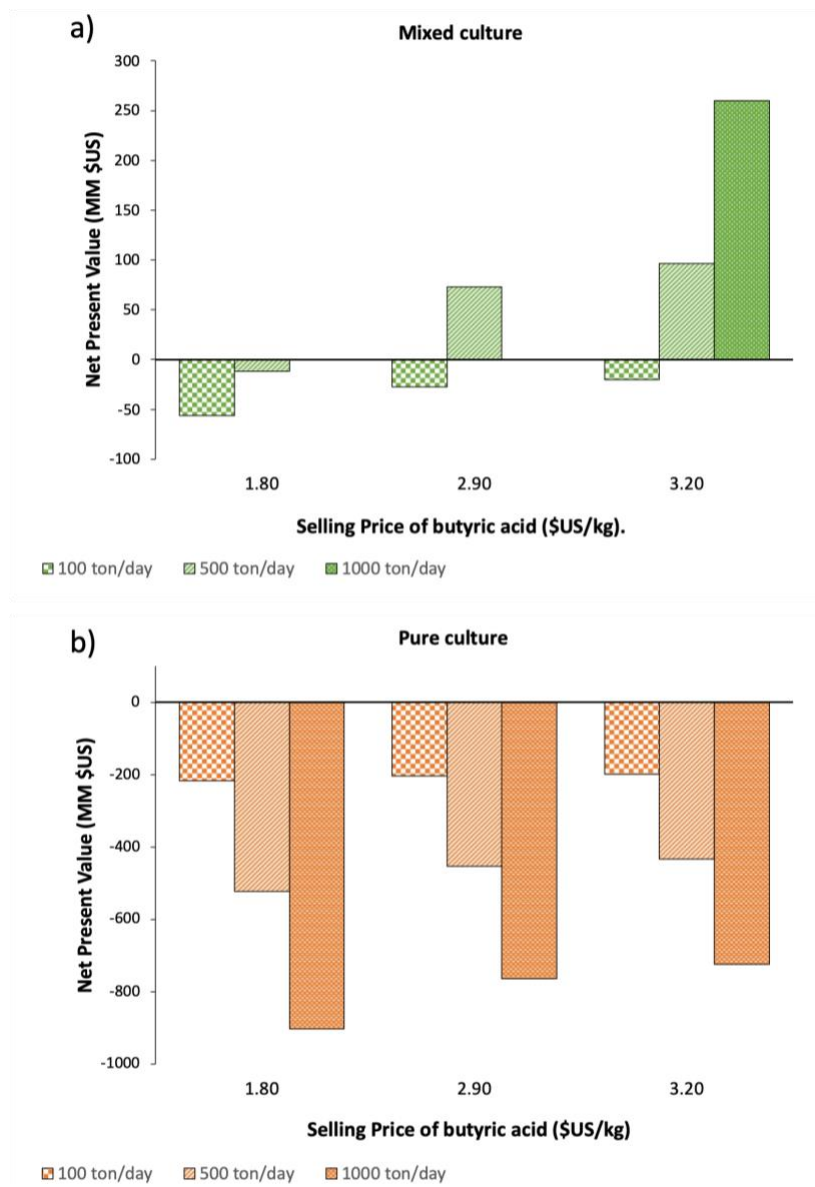 a)
Mixed culture
300
250
200
150
100
50
0
-50
-100
Net Present Value (MM $US)
1.80 2.90 3.20
Selling Price of butyric acid ($US/kg).
100 ton/day 500 ton/day 1000 ton/day
b)
Pure culture
0
-200
-400
-600
-800
-1000
Net Present Value (MM $US)
1.80 2.90 3.20
Selling Price of butyric acid ($US/kg)
100 ton/day 500 ton/day 1000 ton/day